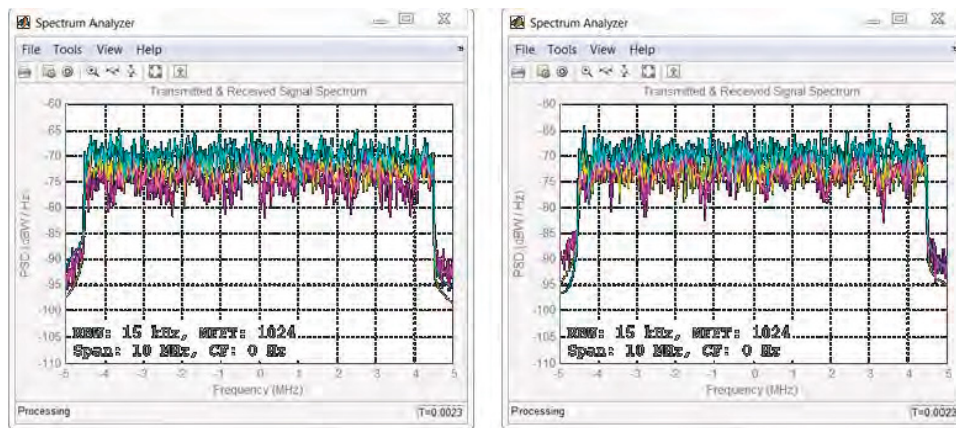 Spectrum Analyzer
File Tools View Help
Transmitted & Received Signal Spectrum
PSD (dBW / Hz)
-60
-65
-70
-75
-80
-85
-90
-95
-100
-105
-110
RBW: 15 kHz, NFFT: 1024
Span: 10 MHz, CF: 0 Hz
-5 -4 -3 -2 -1 0 1 2 3 4 5
Frequency (MHz)
Processing T=0.0023
Spectrum Analyzer
File Tools View Help
Transmitted & Received Signal Spectrum
PSD (dBW / Hz)
-60
-65
-70
-75
-80
-85
-90
-95
-100
-105
-110
RBW: 15 kHz, NFFT: 1024
Span: 10 MHz, CF: 0 Hz
-5 -4 -3 -2 -1 0 1 2 3 4 5
Frequency (MHz)
Processing T=0.0023